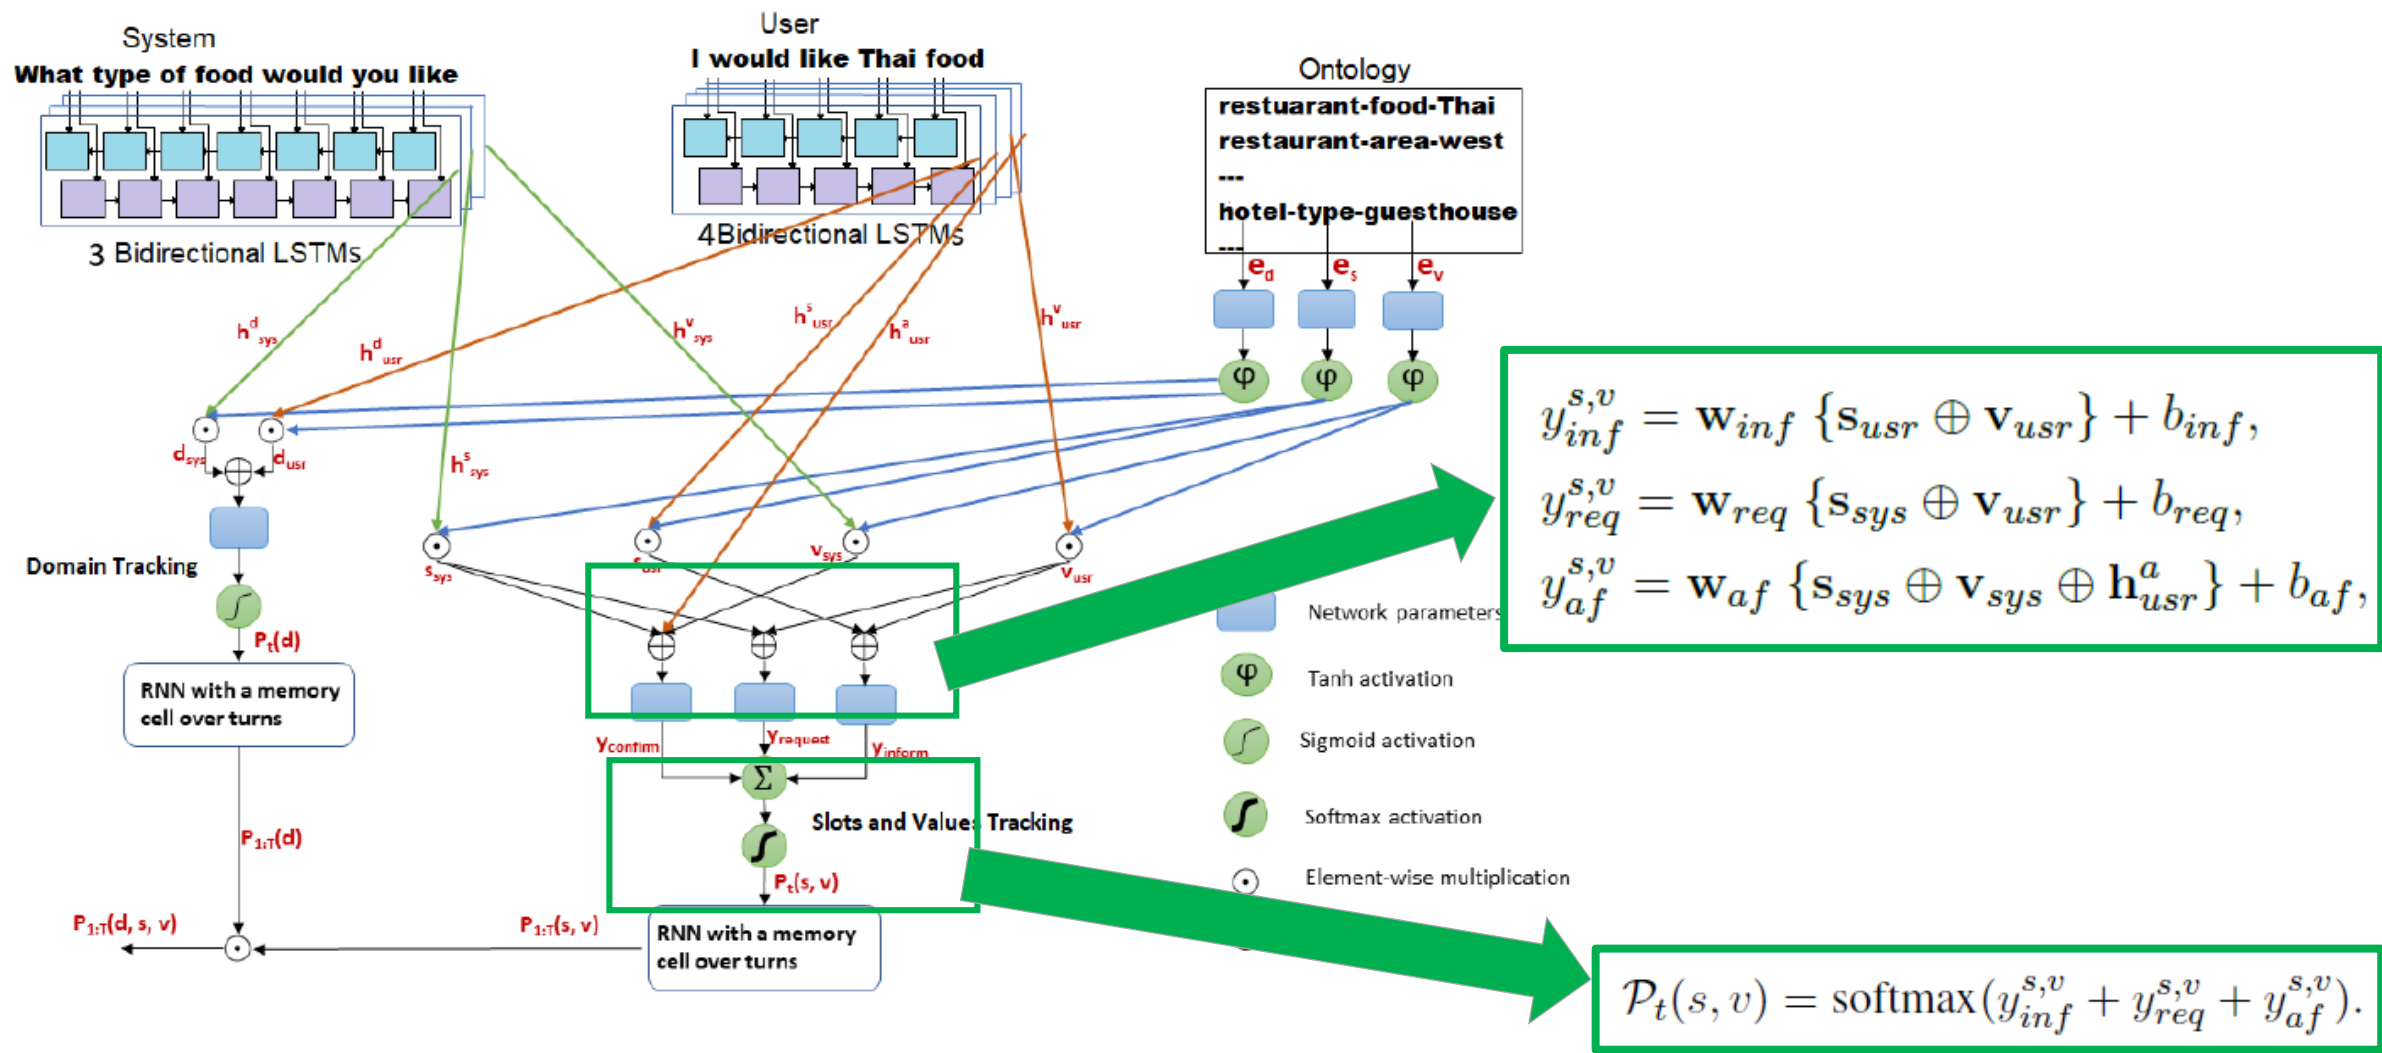 System
What type of food would you like
3 Bidirectional LSTMs
User
I would like Thai food
4Bidirectional LSTMs
Ontology
restuarant-food-Thai
restaurant-area-west
---
hotel-type-guesthouse
---
e_d e_s e_v
φ φ φ
h^d_sys
h^d_usr
h^s_sys
h^v_sys
h^s_usr
h^a_usr
h^v_usr
d_sys d_usr
s_sys s_usr v_sys v_usr
Domain Tracking
P_t(d)
RNN with a memory
cell over turns
P_1:T(d)
y_confirm y_request y_inform
Σ
Slots and Values Tracking
P_t(s, v)
RNN with a memory
cell over turns
P_1:T(s, v)
P_1:T(d, s, v)
Network parameters
φ Tanh activation
Sigmoid activation
Softmax activation
Element-wise multiplication
y^{s,v}_{inf} = w_{inf} {s_{usr} ⊕ v_{usr}} + b_{inf},
y^{s,v}_{req} = w_{req} {s_{sys} ⊕ v_{usr}} + b_{req},
y^{s,v}_{af} = w_{af} {s_{sys} ⊕ v_{sys} ⊕ h^a_{usr}} + b_{af},
P_t(s, v) = softmax(y^{s,v}_{inf} + y^{s,v}_{req} + y^{s,v}_{af}).